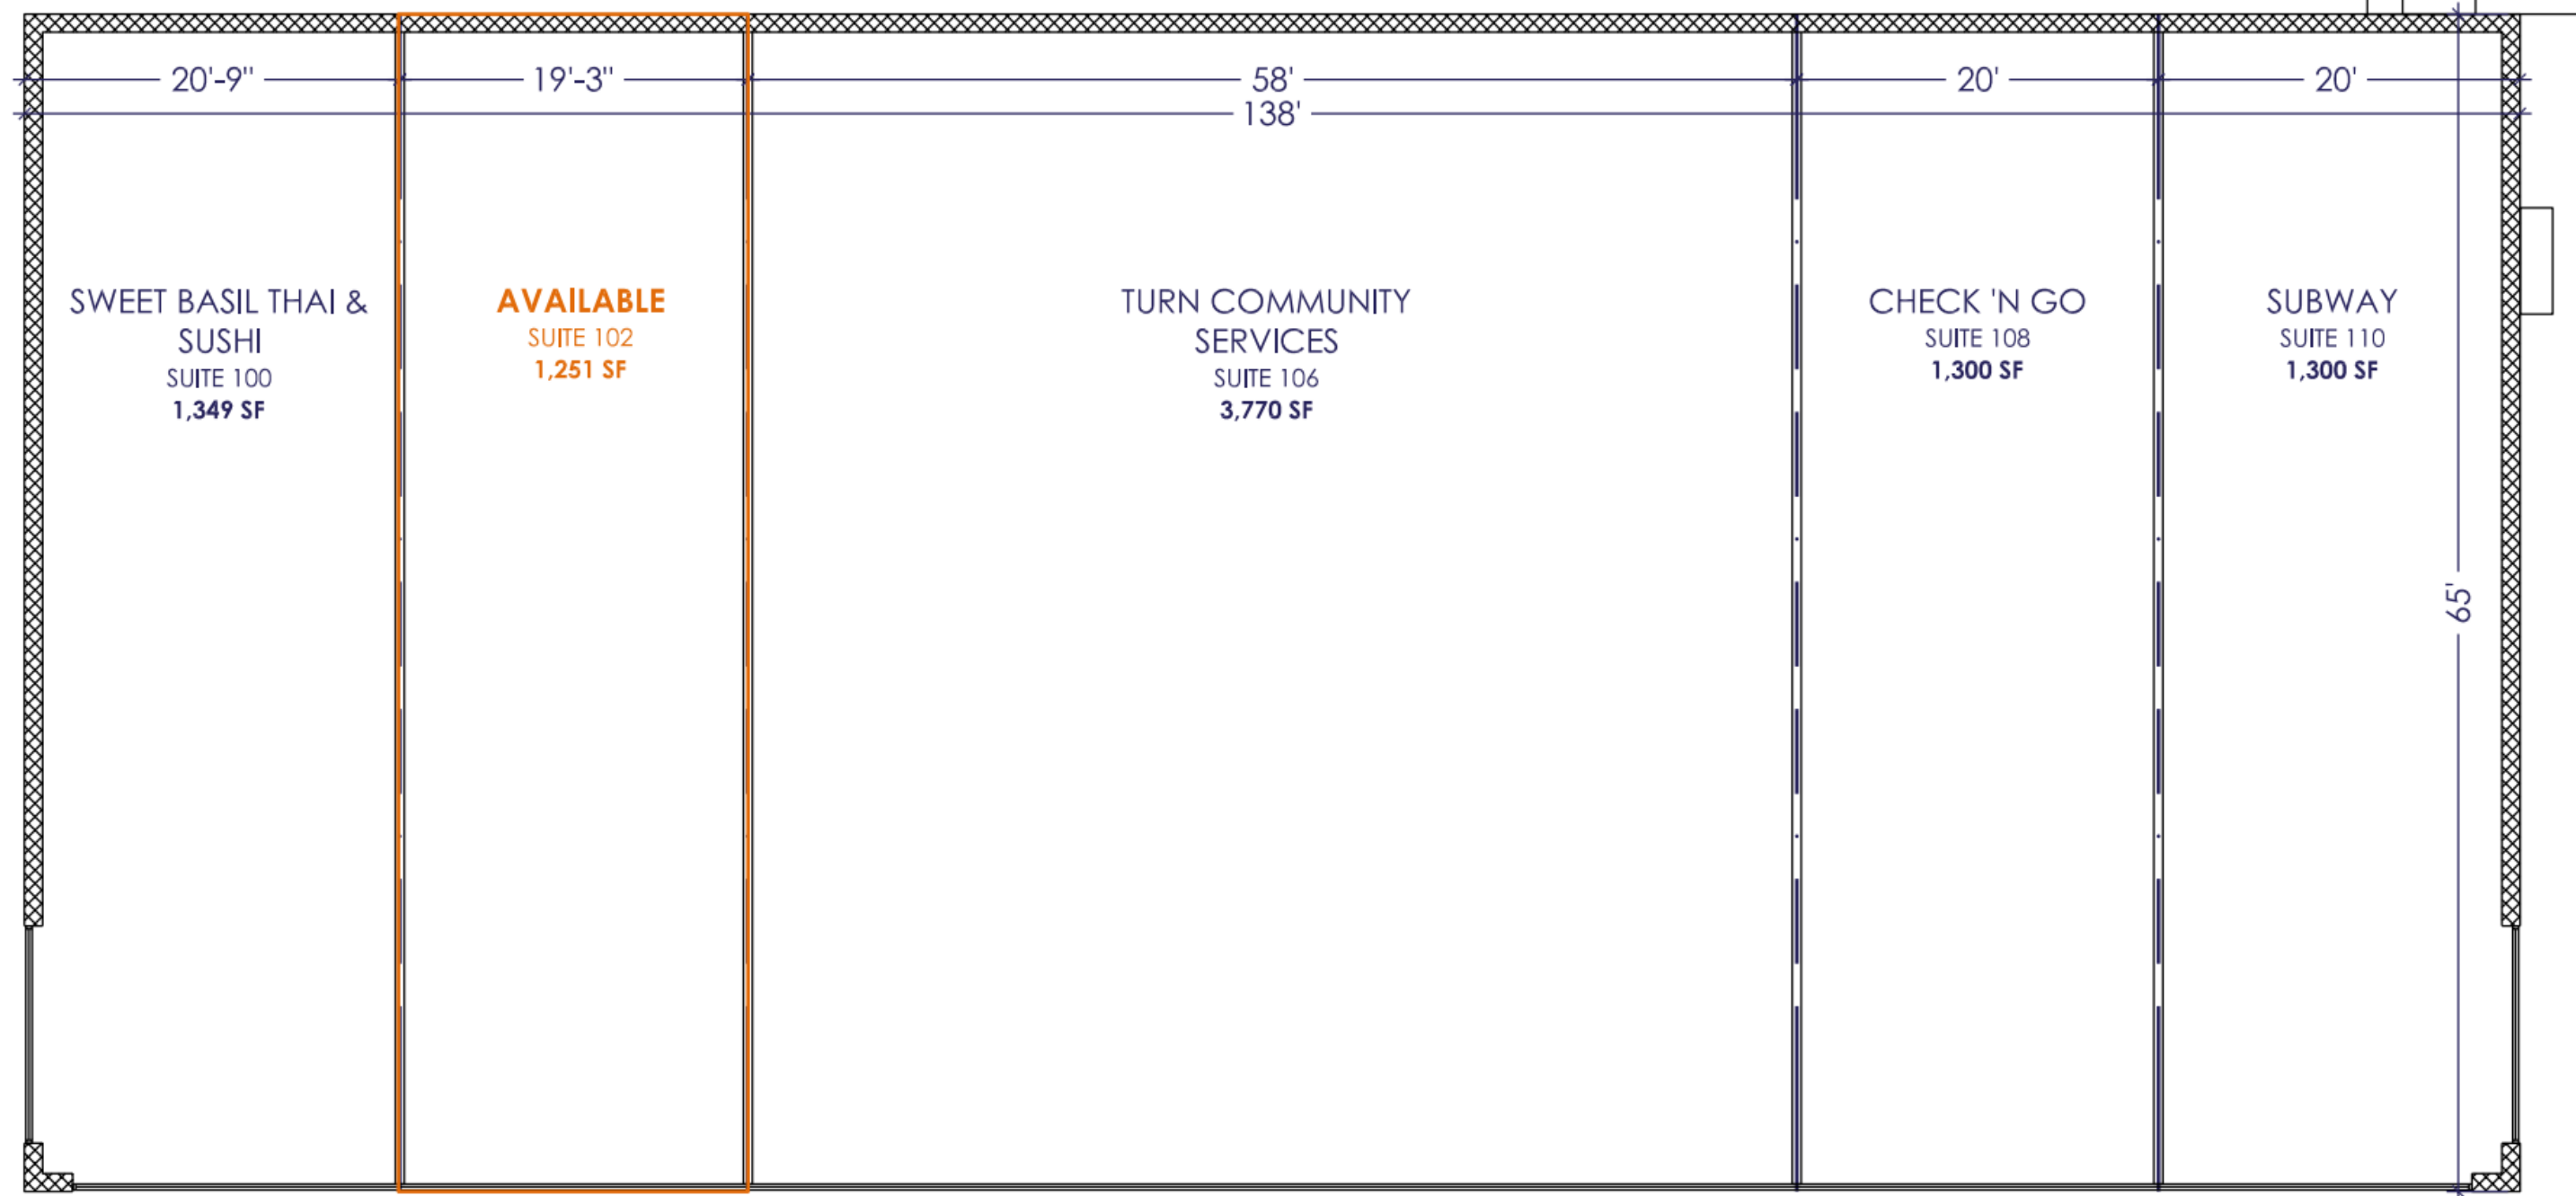 20'-9"
19'-3"
58'
20'
20'
138'
SWEET BASIL THAI &
SUSHI
SUITE 100
1,349 SF
AVAILABLE
SUITE 102
1,251 SF
TURN COMMUNITY
SERVICES
SUITE 106
3,770 SF
CHECK 'N GO
SUITE 108
1,300 SF
SUBWAY
SUITE 110
1,300 SF
65'